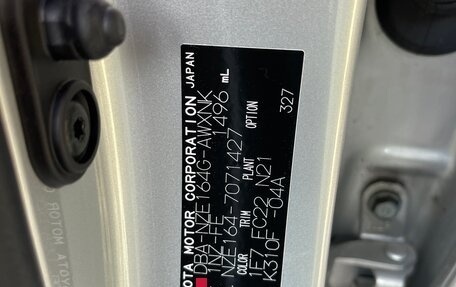 OTA MOTOR CORPORATION JAPAN
DBA-NZE164G-AWXNK
1NZ-FE 1496 mL
NZE164-7071427
COLOR TRIM PLANT OPTION
1F7 FC22 N21 327
K310F -04A